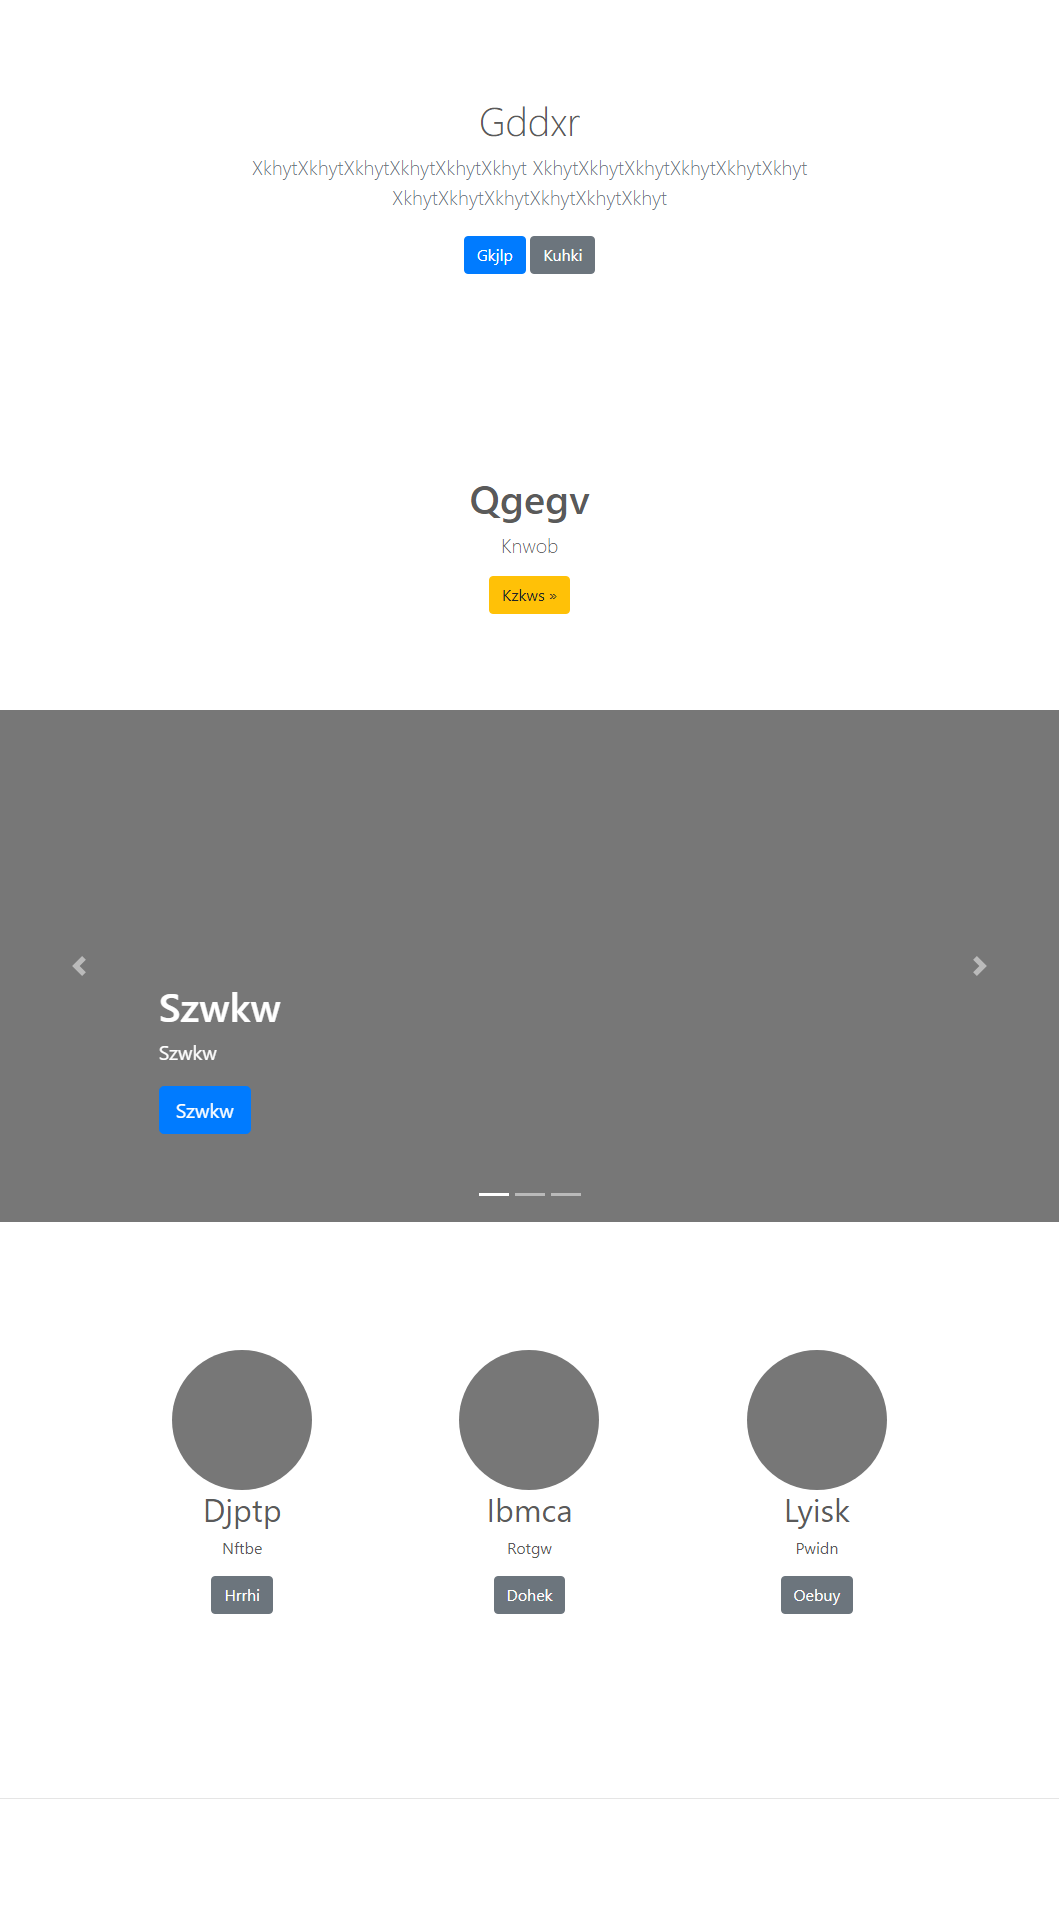 Gddxr
XkhytXkhytXkhytXkhytXkhytXkhyt XkhytXkhytXkhytXkhytXkhytXkhyt
XkhytXkhytXkhytXkhytXkhytXkhyt
Gkjlp Kuhki
Qgegv
Knwob
Kzkws »
Szwkw
Szwkw
Szwkw
Djptp Ibmca Lyisk
Nftbe Rotgw Pwidn
Hrrhi Dohek Oebuy